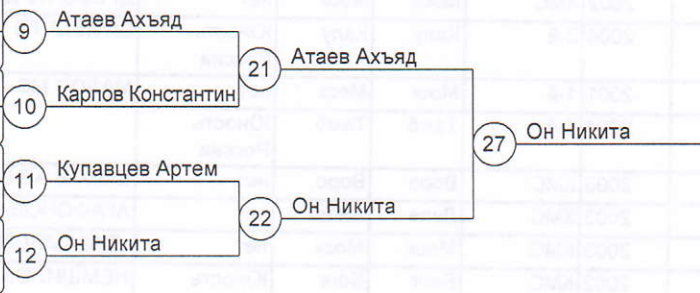 9 Атаев Ахъяд
21 Атаев Ахъяд
10 Карпов Константин
27 Он Никита
11 Купавцев Артем
22 Он Никита
12 Он Никита